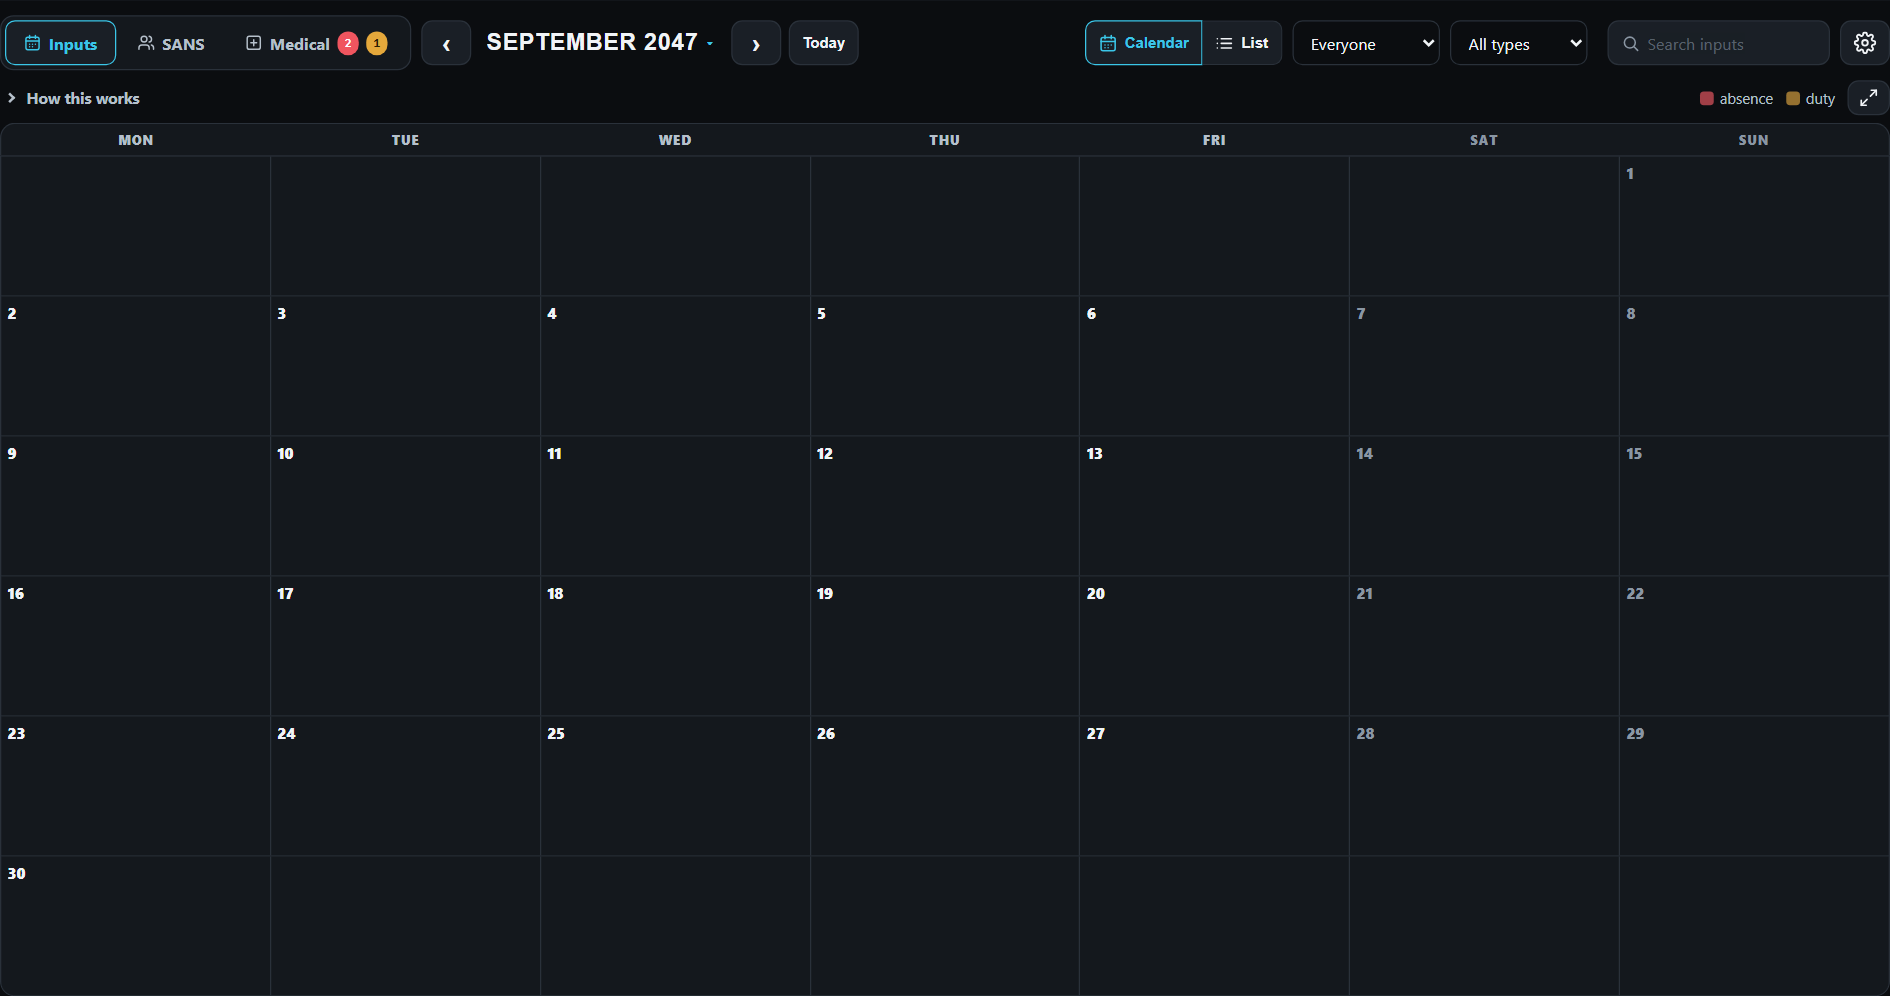 Inputs SANS Medical 2 1 ‹ SEPTEMBER 2047 › Today Calendar List Everyone All types Search inputs
How this works absence duty
MON TUE WED THU FRI SAT SUN
1
2 3 4 5 6 7 8
9 10 11 12 13 14 15
16 17 18 19 20 21 22
23 24 25 26 27 28 29
30